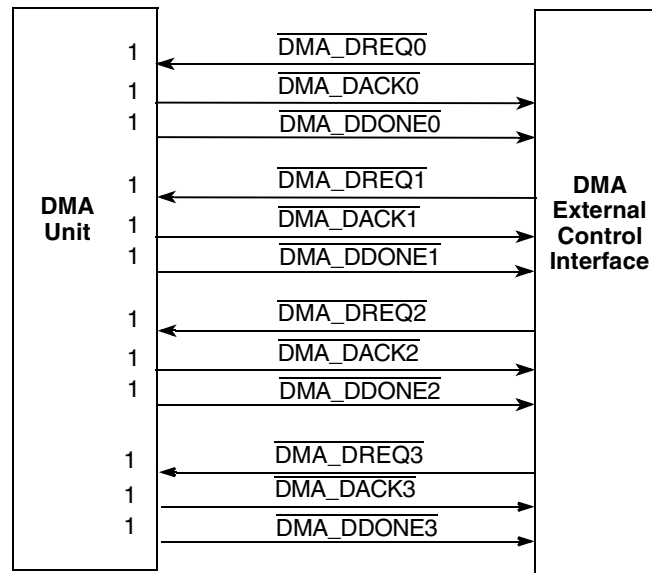 1 DMA_DREQ0
1 DMA_DACK0
1 DMA_DDONE0
1 DMA_DREQ1
DMA
Unit
1 DMA_DACK1
1 DMA_DDONE1
DMA
External
Control
Interface
1 DMA_DREQ2
1 DMA_DACK2
1 DMA_DDONE2
1 DMA_DREQ3
1 DMA_DACK3
1 DMA_DDONE3